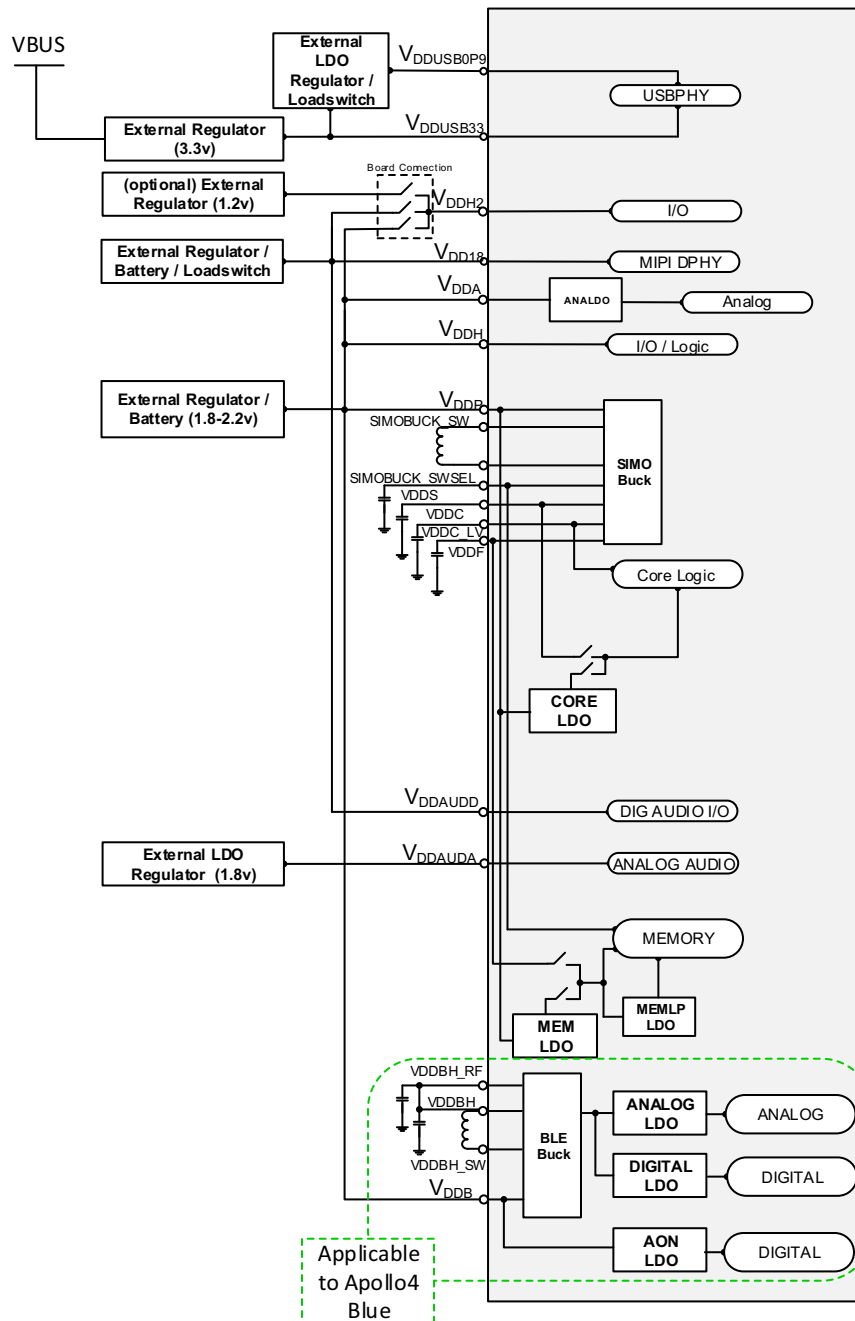 VBUS
External
LDO
Regulator /
Loadswitch
VDDUSB0P9
USBPHY
External Regulator
(3.3v)
VDDUSB33
Board Connection
(optional) External
Regulator (1.2v)
VDDH2
I/O
External Regulator /
Battery / Loadswitch
VDD18
MIPI DPHY
VDDA
ANALDO
Analog
VDDH
I/O / Logic
External Regulator /
Battery (1.8-2.2v)
VDDP
SIMOBUCK_SW
SIMO
Buck
SIMOBUCK_SWSEL
VDDS
VDDC
VDDC_LV
VDDF
Core Logic
CORE
LDO
VDDAUDD
DIG AUDIO I/O
External LDO
Regulator (1.8v)
VDDAUDA
ANALOG AUDIO
MEMORY
MEM
LDO
MEMLP
LDO
VDDBH_RF
VDDBH
VDDBH_SW
VDDB
BLE
Buck
ANALOG
LDO
ANALOG
DIGITAL
LDO
DIGITAL
AON
LDO
DIGITAL
Applicable
to Apollo4
Blue